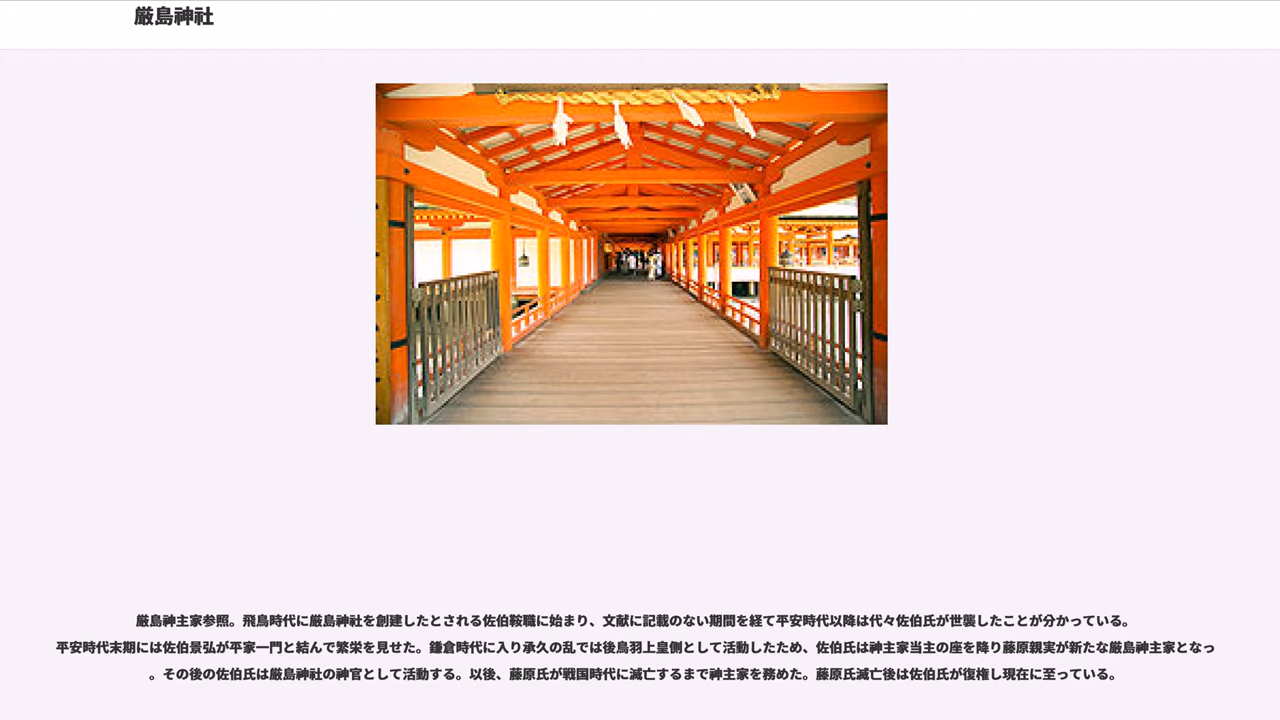 厳島神社
厳島神主家参照。飛鳥時代に厳島神社を創建したとされる佐伯鞍職に始まり、文献に記載のない期間を経て平安時代以降は代々佐伯氏が世襲したことが分かっている。
平安時代末期には佐伯景弘が平家一門と結んで繁栄を見せた。鎌倉時代に入り承久の乱では後鳥羽上皇側として活動したため、佐伯氏は神主家当主の座を降り藤原親実が新たな厳島神主家となっ
。その後の佐伯氏は厳島神社の神官として活動する。以後、藤原氏が戦国時代に滅亡するまで神主家を務めた。藤原氏滅亡後は佐伯氏が復権し現在に至っている。